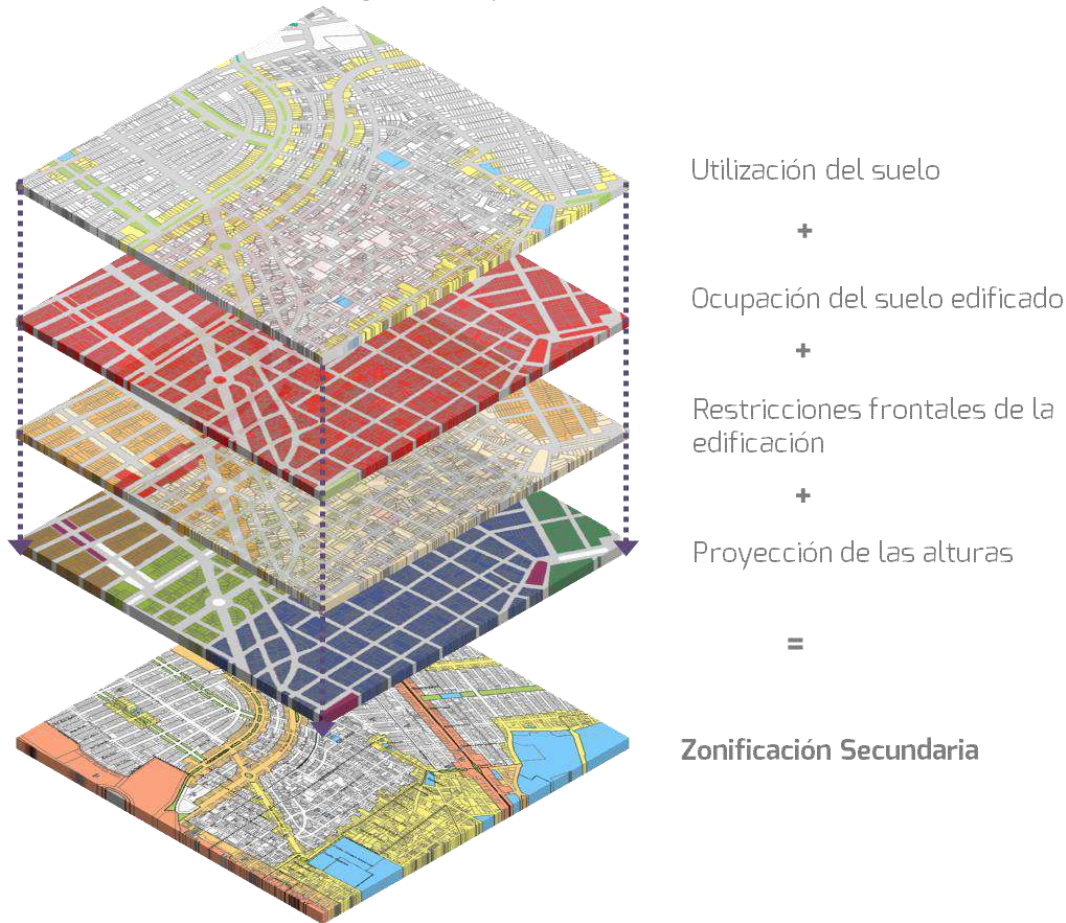 Utilización del suelo
+
Ocupación del suelo edificado
+
Restricciones frontales de la
edificación
+
Proyección de las alturas
=
Zonificación Secundaria